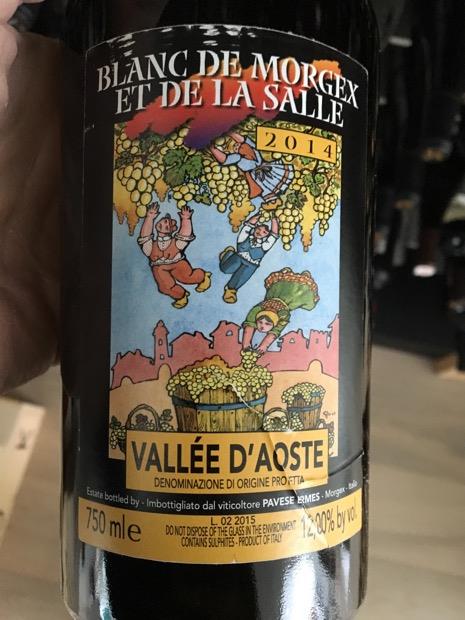 BLANC DE MORGEX
ET DE LA SALLE
2014
VALLÉE D'AOSTE
DENOMINAZIONE DI ORIGINE PROTETTA
Estate bottled by - Imbottigliato dal viticoltore PAVESE ERMES - Morgex - Italia
750 ml e
L. 02 2015
DO NOT DISPOSE OF THE GLASS IN THE ENVIRONMENT
CONTAINS SULPHITES - PRODUCT OF ITALY
12,00% by vol.